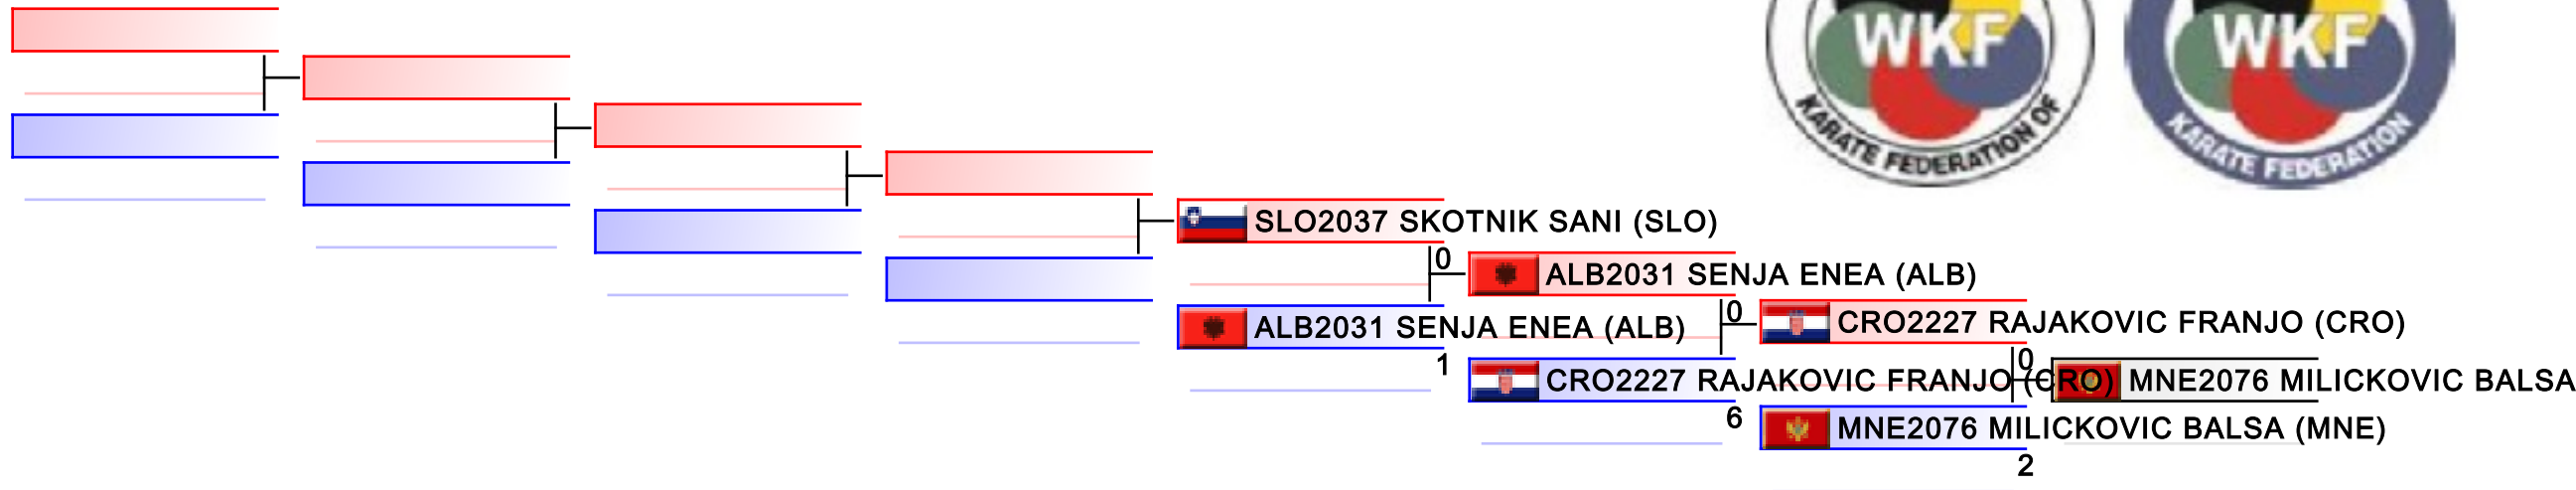 WKF
KARATE FEDERATION OF
WKF
KARATE FEDERATION
SLO2037 SKOTNIK SANI (SLO)
0
ALB2031 SENJA ENEA (ALB)
ALB2031 SENJA ENEA (ALB)
1
0
CRO2227 RAJAKOVIC FRANJO (CRO)
CRO2227 RAJAKOVIC FRANJO (CRO)
6
0
MNE2076 MILICKOVIC BALSA
MNE2076 MILICKOVIC BALSA (MNE)
2